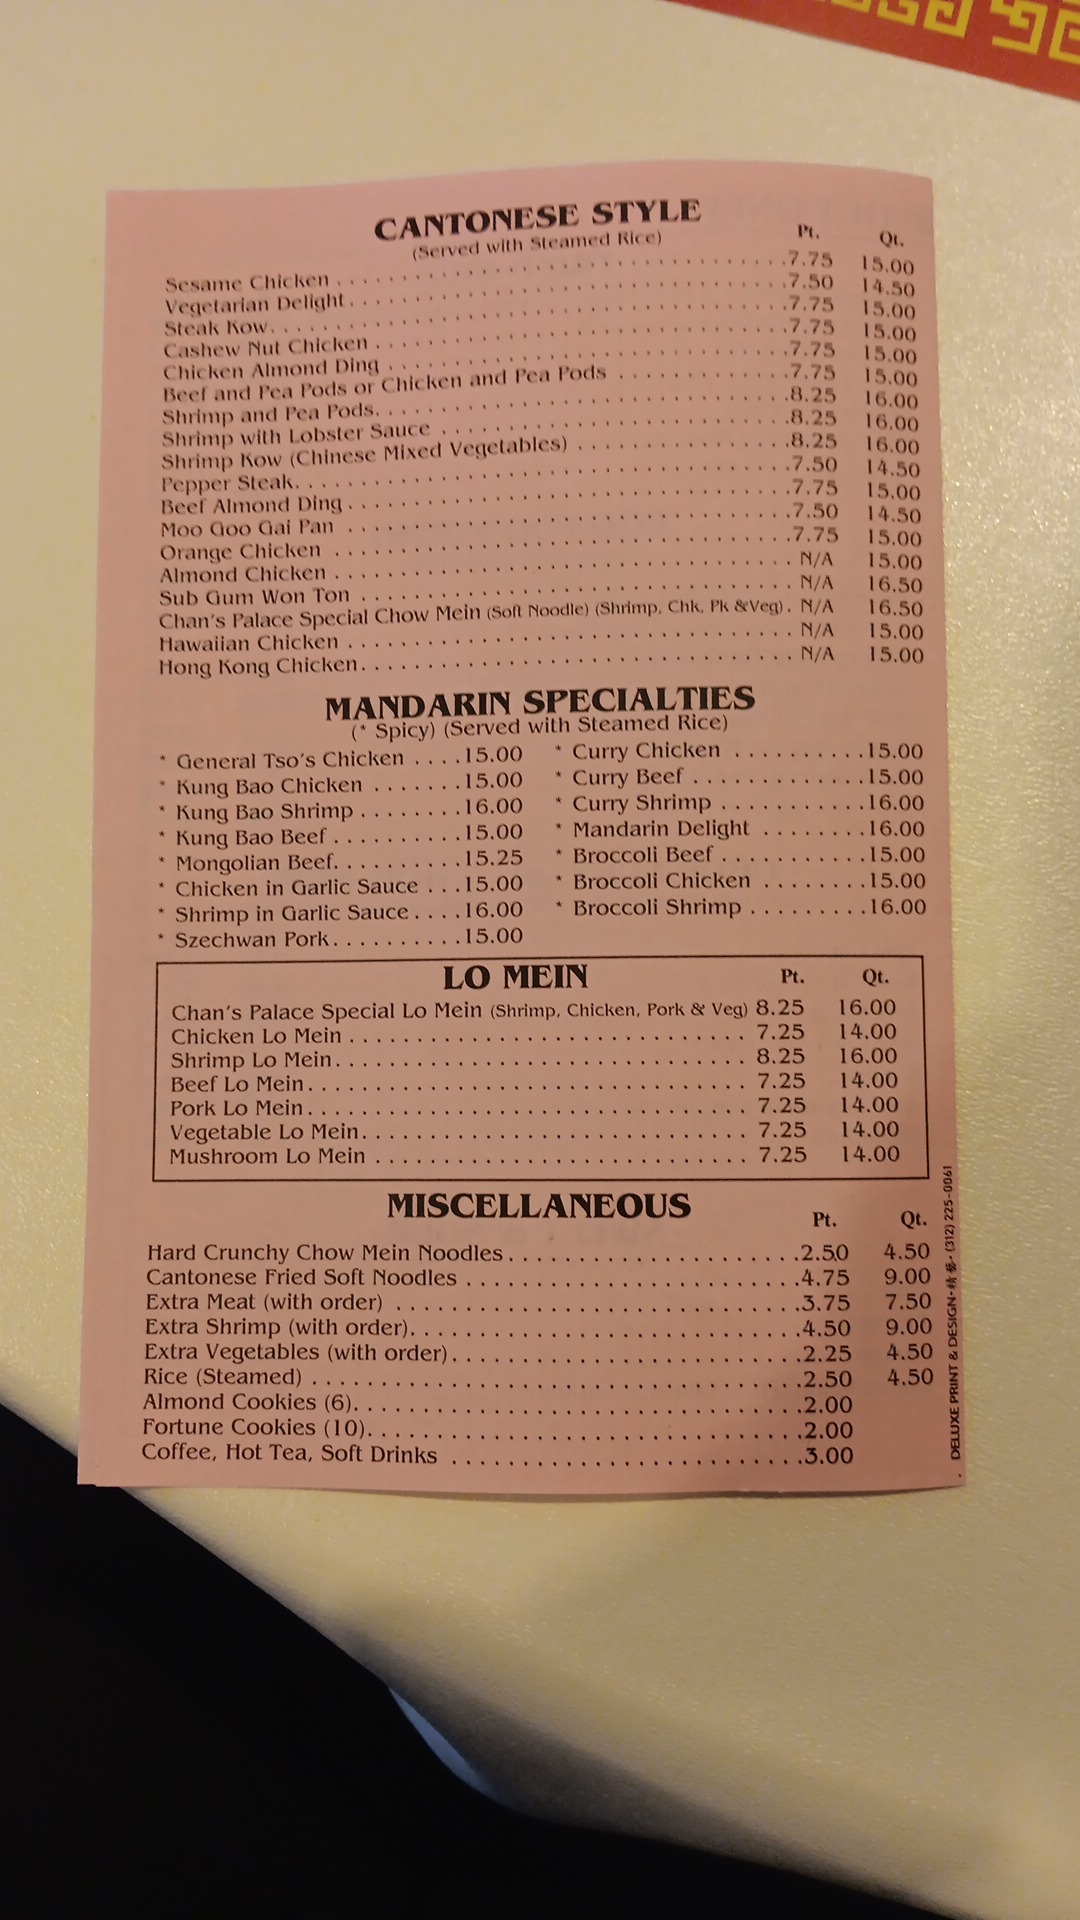 CANTONESE STYLE
(Served with Steamed Rice) Pt. Qt.
Sesame Chicken . . . . . . . . . . 7.75 15.00
Vegetarian Delight . . . . . . . . . . 7.50 14.50
Steak Kow . . . . . . . . . . 7.75 15.00
Cashew Nut Chicken . . . . . . . . . . 7.75 15.00
Chicken Almond Ding . . . . . . . . . . 7.75 15.00
Beef and Pea Pods or Chicken and Pea Pods . . . . . . . . . . 7.75 15.00
Shrimp and Pea Pods . . . . . . . . . . 8.25 16.00
Shrimp with Lobster Sauce . . . . . . . . . . 8.25 16.00
Shrimp Kow (Chinese Mixed Vegetables) . . . . . . . . . . 8.25 16.00
Pepper Steak . . . . . . . . . . 7.50 14.50
Beef Almond Ding . . . . . . . . . . 7.75 15.00
Moo Goo Gai Pan . . . . . . . . . . 7.50 14.50
Orange Chicken . . . . . . . . . . 7.75 15.00
Almond Chicken . . . . . . . . . . N/A 15.00
Sub Gum Won Ton . . . . . . . . . . N/A 16.50
Chan's Palace Special Chow Mein (Soft Noodle) (Shrimp, Chk, Pk &Veg) . N/A 16.50
Hawaiian Chicken . . . . . . . . . . N/A 15.00
Hong Kong Chicken . . . . . . . . . . N/A 15.00
MANDARIN SPECIALTIES
(* Spicy) (Served with Steamed Rice)
* General Tso's Chicken . . . . 15.00
* Kung Bao Chicken . . . . . . . 15.00
* Kung Bao Shrimp . . . . . . . . 16.00
* Kung Bao Beef . . . . . . . . . . 15.00
* Mongolian Beef . . . . . . . . . . 15.25
* Chicken in Garlic Sauce . . . 15.00
* Shrimp in Garlic Sauce . . . . 16.00
* Szechwan Pork . . . . . . . . . . 15.00
* Curry Chicken . . . . . . . . . . 15.00
* Curry Beef . . . . . . . . . . 15.00
* Curry Shrimp . . . . . . . . . . 16.00
* Mandarin Delight . . . . . . . . 16.00
* Broccoli Beef . . . . . . . . . . 15.00
* Broccoli Chicken . . . . . . . . 15.00
* Broccoli Shrimp . . . . . . . . . 16.00
LO MEIN Pt. Qt.
Chan's Palace Special Lo Mein (Shrimp, Chicken, Pork & Veg) 8.25 16.00
Chicken Lo Mein . . . . . . . . . . 7.25 14.00
Shrimp Lo Mein . . . . . . . . . . 8.25 16.00
Beef Lo Mein . . . . . . . . . . 7.25 14.00
Pork Lo Mein . . . . . . . . . . 7.25 14.00
Vegetable Lo Mein . . . . . . . . . . 7.25 14.00
Mushroom Lo Mein . . . . . . . . . . 7.25 14.00
MISCELLANEOUS
Pt. Qt.
Hard Crunchy Chow Mein Noodles . . . . . . . . . . 2.50 4.50
Cantonese Fried Soft Noodles . . . . . . . . . . 4.75 9.00
Extra Meat (with order) . . . . . . . . . . 3.75 7.50
Extra Shrimp (with order) . . . . . . . . . . 4.50 9.00
Extra Vegetables (with order) . . . . . . . . . . 2.25 4.50
Rice (Steamed) . . . . . . . . . . 2.50 4.50
Almond Cookies (6) . . . . . . . . . . 2.00
Fortune Cookies (10) . . . . . . . . . . 2.00
Coffee, Hot Tea, Soft Drinks . . . . . . . . . . 3.00
DELUXE PRINT & DESIGN • (312) 225-0061